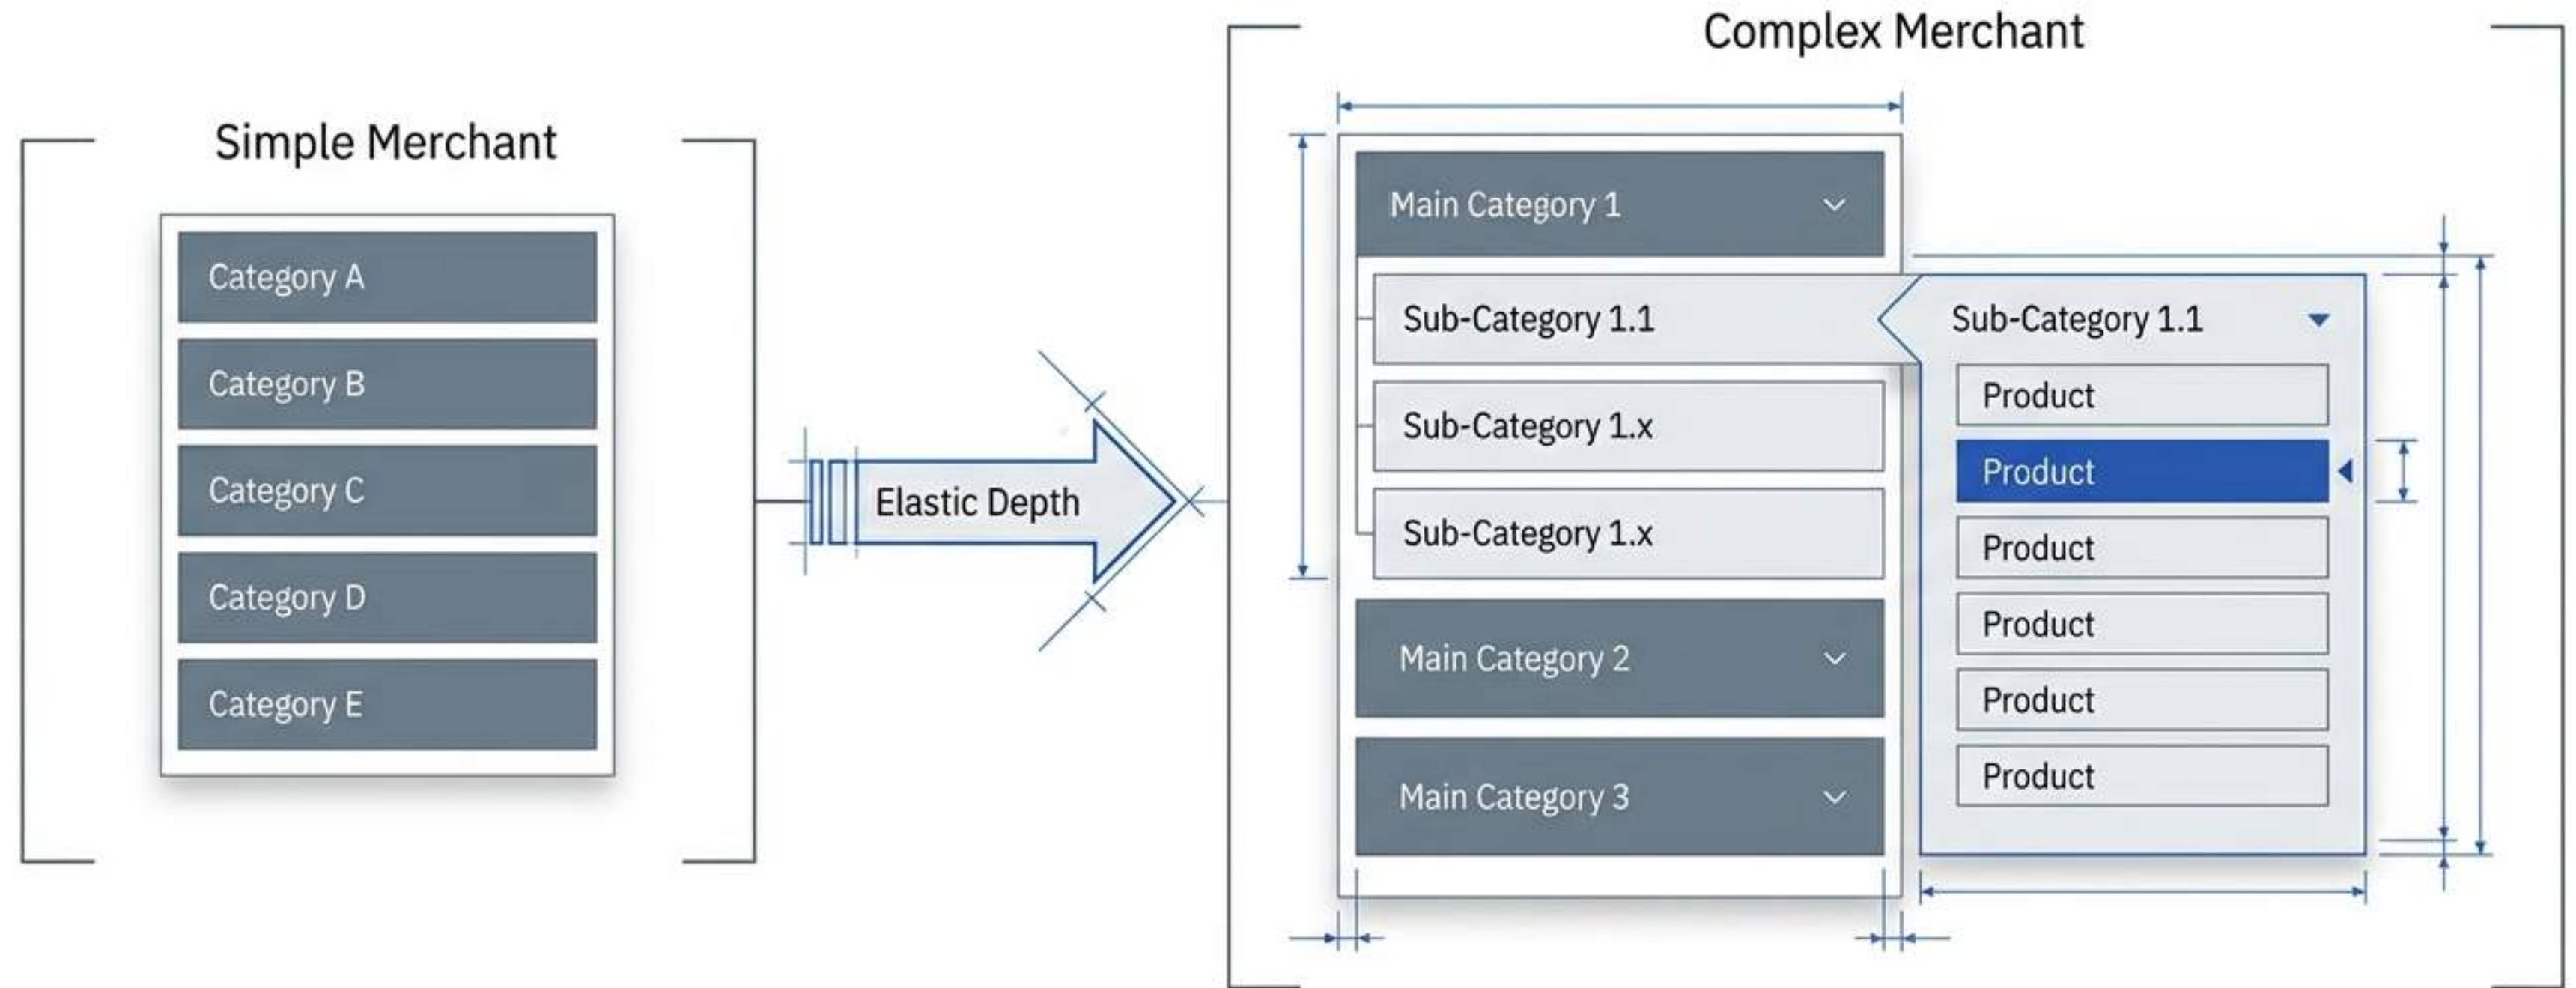 Simple Merchant
Category A
Category B
Category C
Category D
Category E
Elastic Depth
Complex Merchant
Main Category 1
Sub-Category 1.1
Sub-Category 1.x
Sub-Category 1.x
Main Category 2
Main Category 3
Sub-Category 1.1
Product
Product
Product
Product
Product
Product